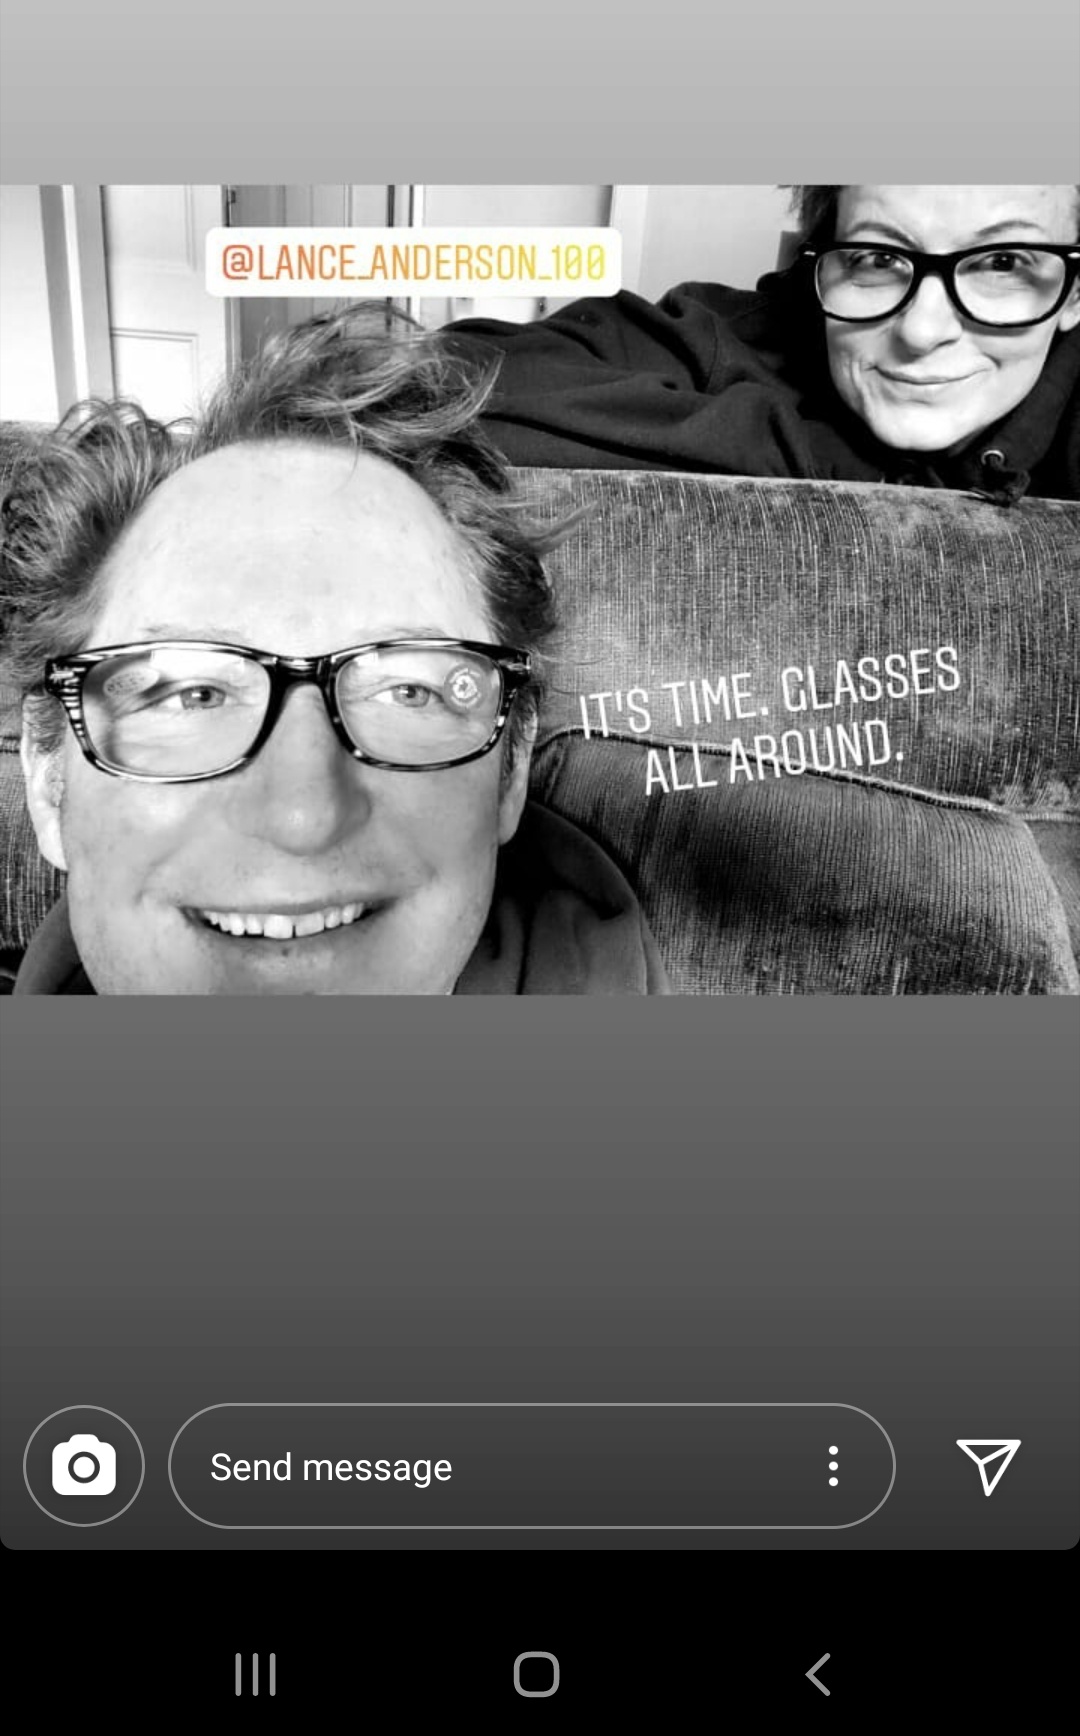 @LANCE_ANDERSON_100
IT'S TIME. GLASSES
ALL AROUND.
Send message